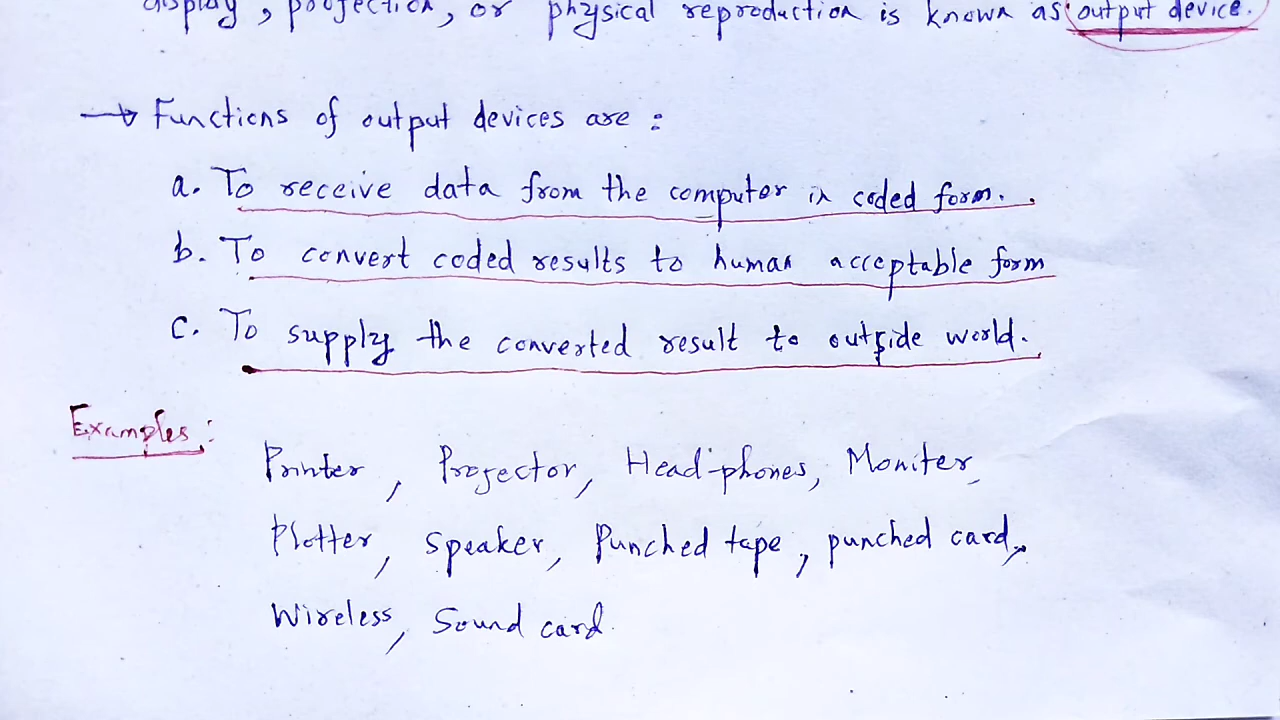 display, projection, or physical reproduction is known as output device.
→ Functions of output devices are :
a. To receive data from the computer in coded form.
b. To convert coded results to human acceptable form
c. To supply the converted result to outside world.
Examples:
Printer, Projector, Head-phones, Moniter,
Plotter, Speaker, Punched tape, punched card,
Wireless, Sound card.